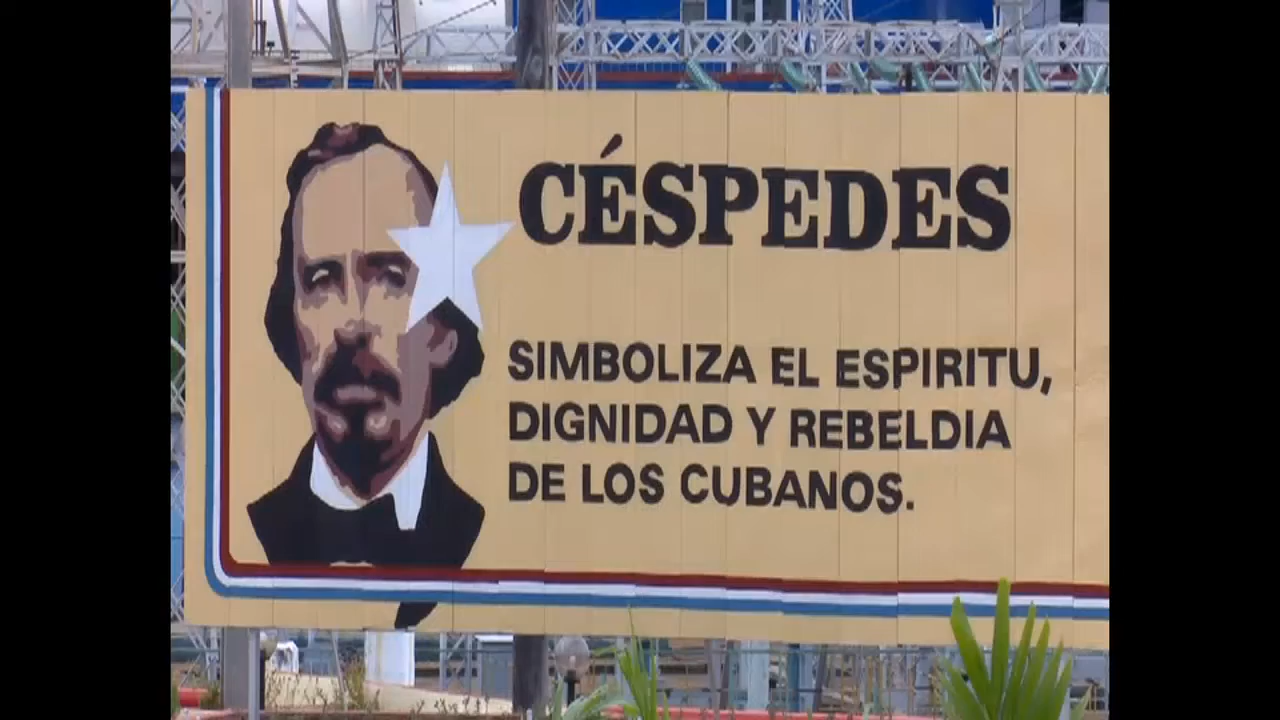 CÉSPEDES
SIMBOLIZA EL ESPIRITU,
DIGNIDAD Y REBELDIA
DE LOS CUBANOS.